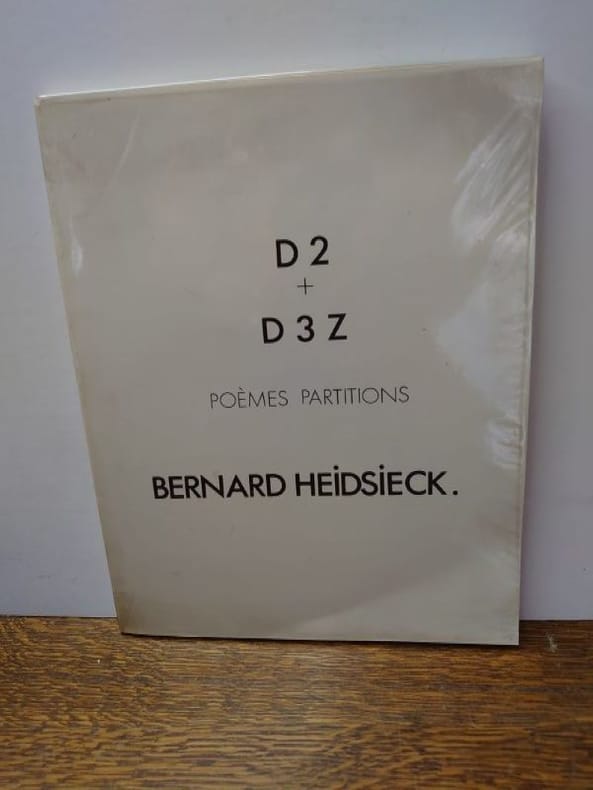 D 2
+
D 3 Z
POÈMES PARTITIONS
BERNARD HEiDSiECK.